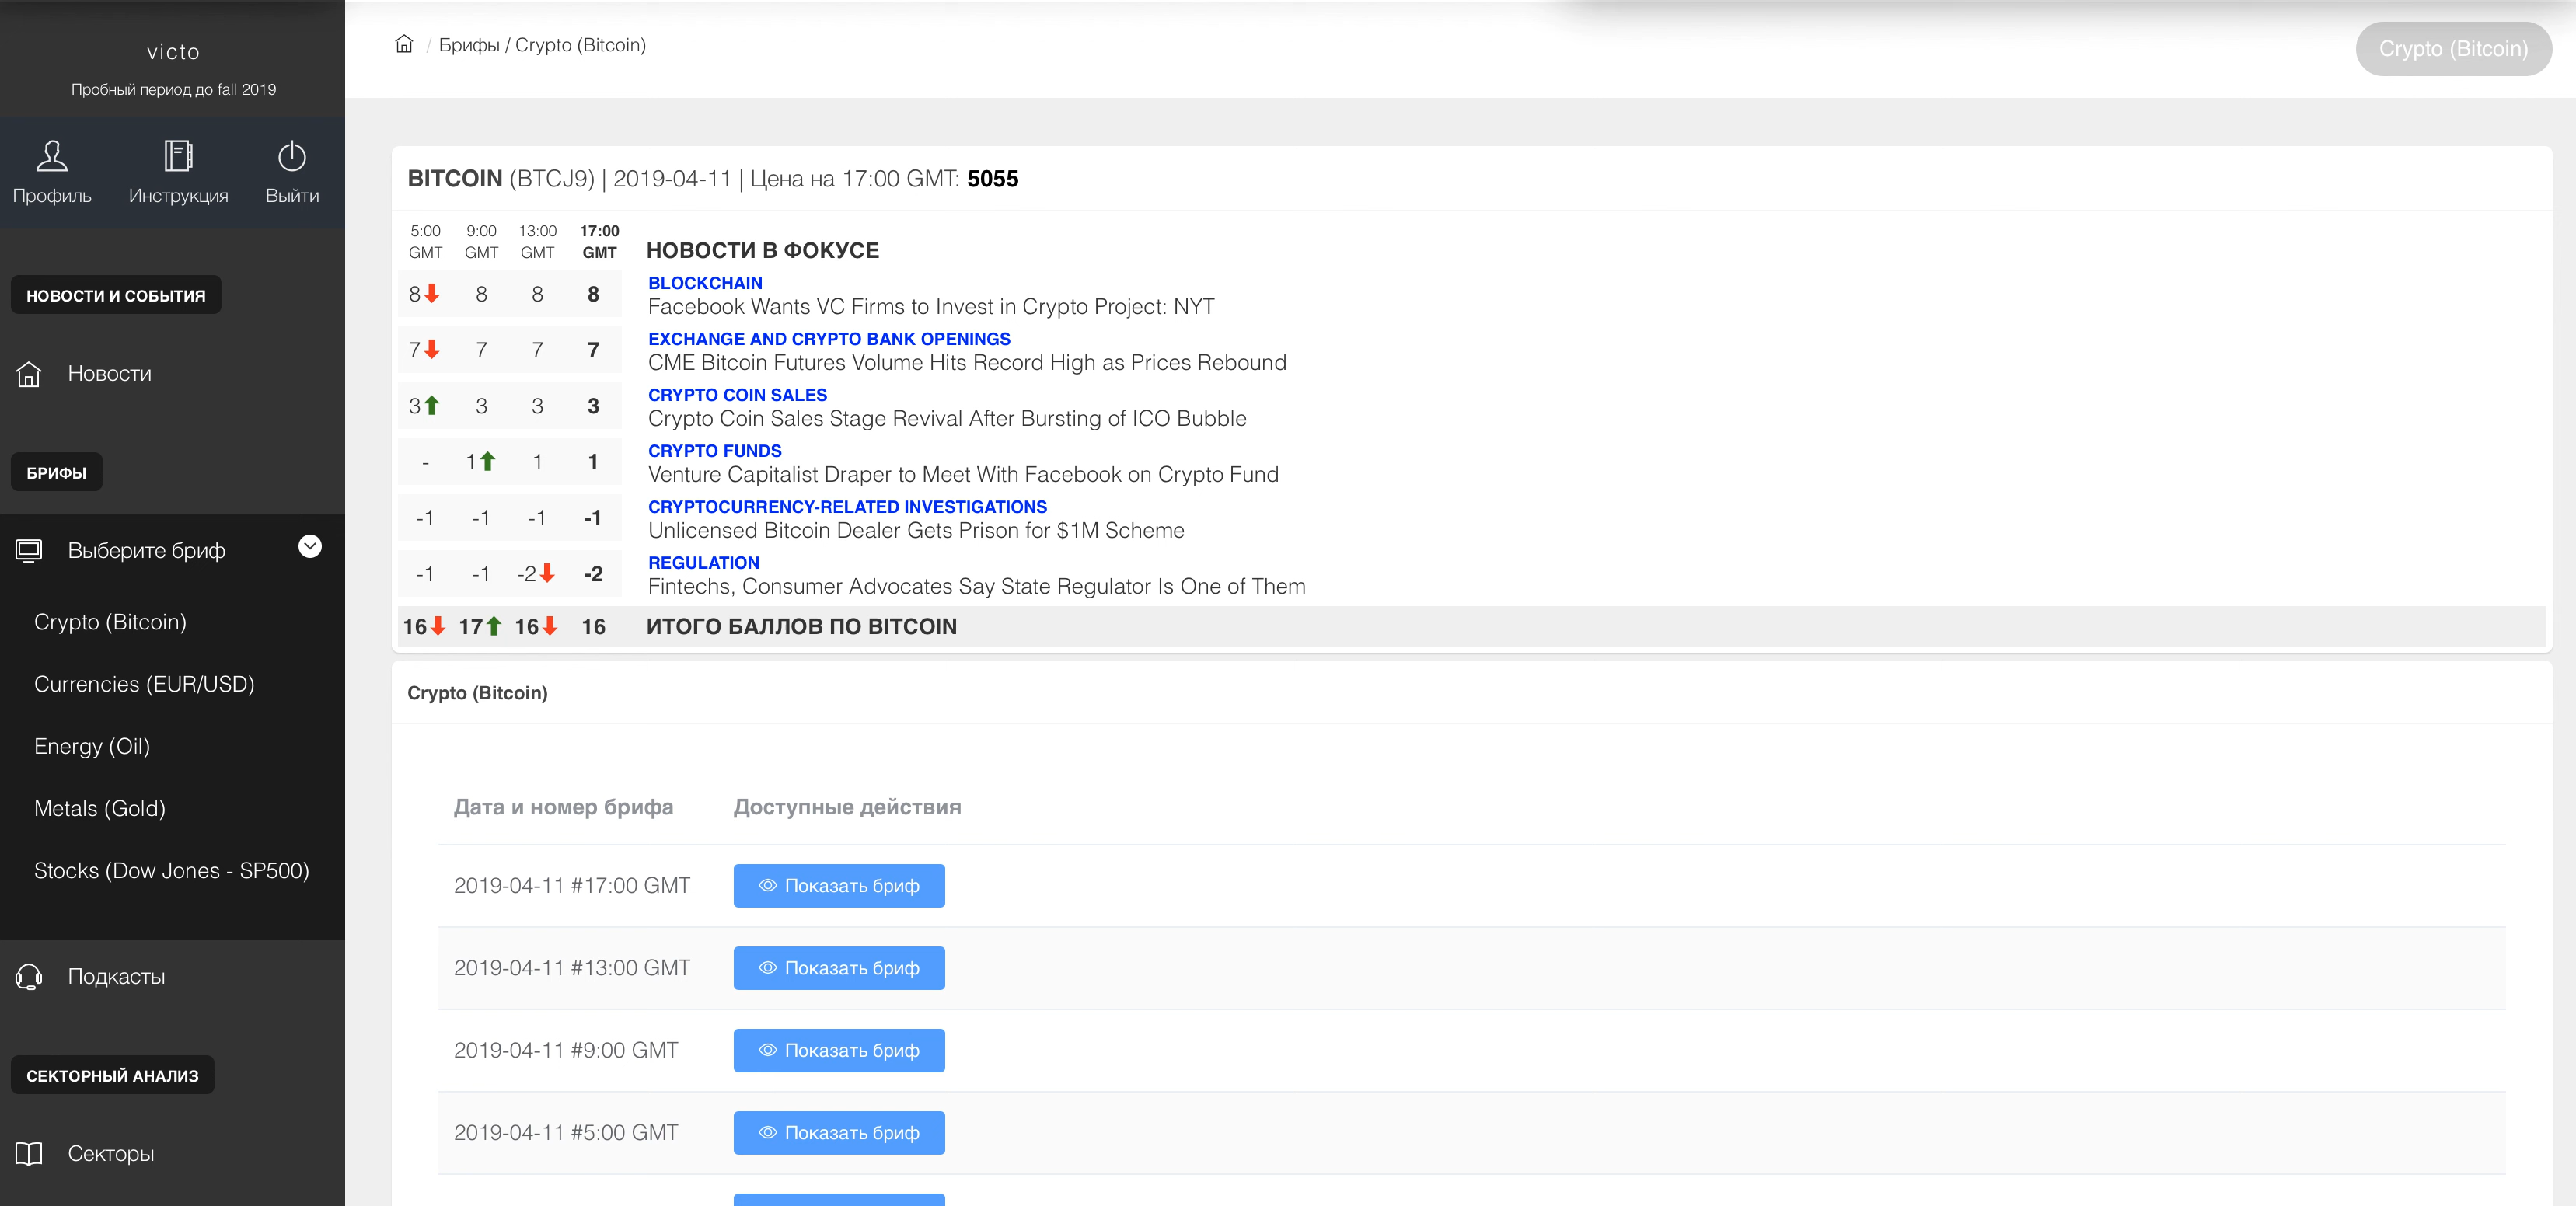 victo
Пробный период до fall 2019
Профиль
Инструкция
Выйти
НОВОСТИ И СОБЫТИЯ
Новости
БРИФЫ
Выберите бриф
Crypto (Bitcoin)
Currencies (EUR/USD)
Energy (Oil)
Metals (Gold)
Stocks (Dow Jones - SP500)
Подкасты
СЕКТОРНЫЙ АНАЛИЗ
Секторы
/ Брифы / Crypto (Bitcoin)
Crypto (Bitcoin)
BITCOIN (BTCJ9) | 2019-04-11 | Цена на 17:00 GMT: 5055
5:00 9:00 13:00 17:00
GMT GMT GMT GMT НОВОСТИ В ФОКУСЕ
BLOCKCHAIN
8 8 8 8 Facebook Wants VC Firms to Invest in Crypto Project: NYT
EXCHANGE AND CRYPTO BANK OPENINGS
7 7 7 7 CME Bitcoin Futures Volume Hits Record High as Prices Rebound
CRYPTO COIN SALES
3 3 3 3 Crypto Coin Sales Stage Revival After Bursting of ICO Bubble
CRYPTO FUNDS
- 1 1 1 Venture Capitalist Draper to Meet With Facebook on Crypto Fund
CRYPTOCURRENCY-RELATED INVESTIGATIONS
-1 -1 -1 -1 Unlicensed Bitcoin Dealer Gets Prison for $1M Scheme
REGULATION
-1 -1 -2 -2 Fintechs, Consumer Advocates Say State Regulator Is One of Them
16 17 16 16 ИТОГО БАЛЛОВ ПО BITCOIN
Crypto (Bitcoin)
Дата и номер брифа Доступные действия
2019-04-11 #17:00 GMT Показать бриф
2019-04-11 #13:00 GMT Показать бриф
2019-04-11 #9:00 GMT Показать бриф
2019-04-11 #5:00 GMT Показать бриф